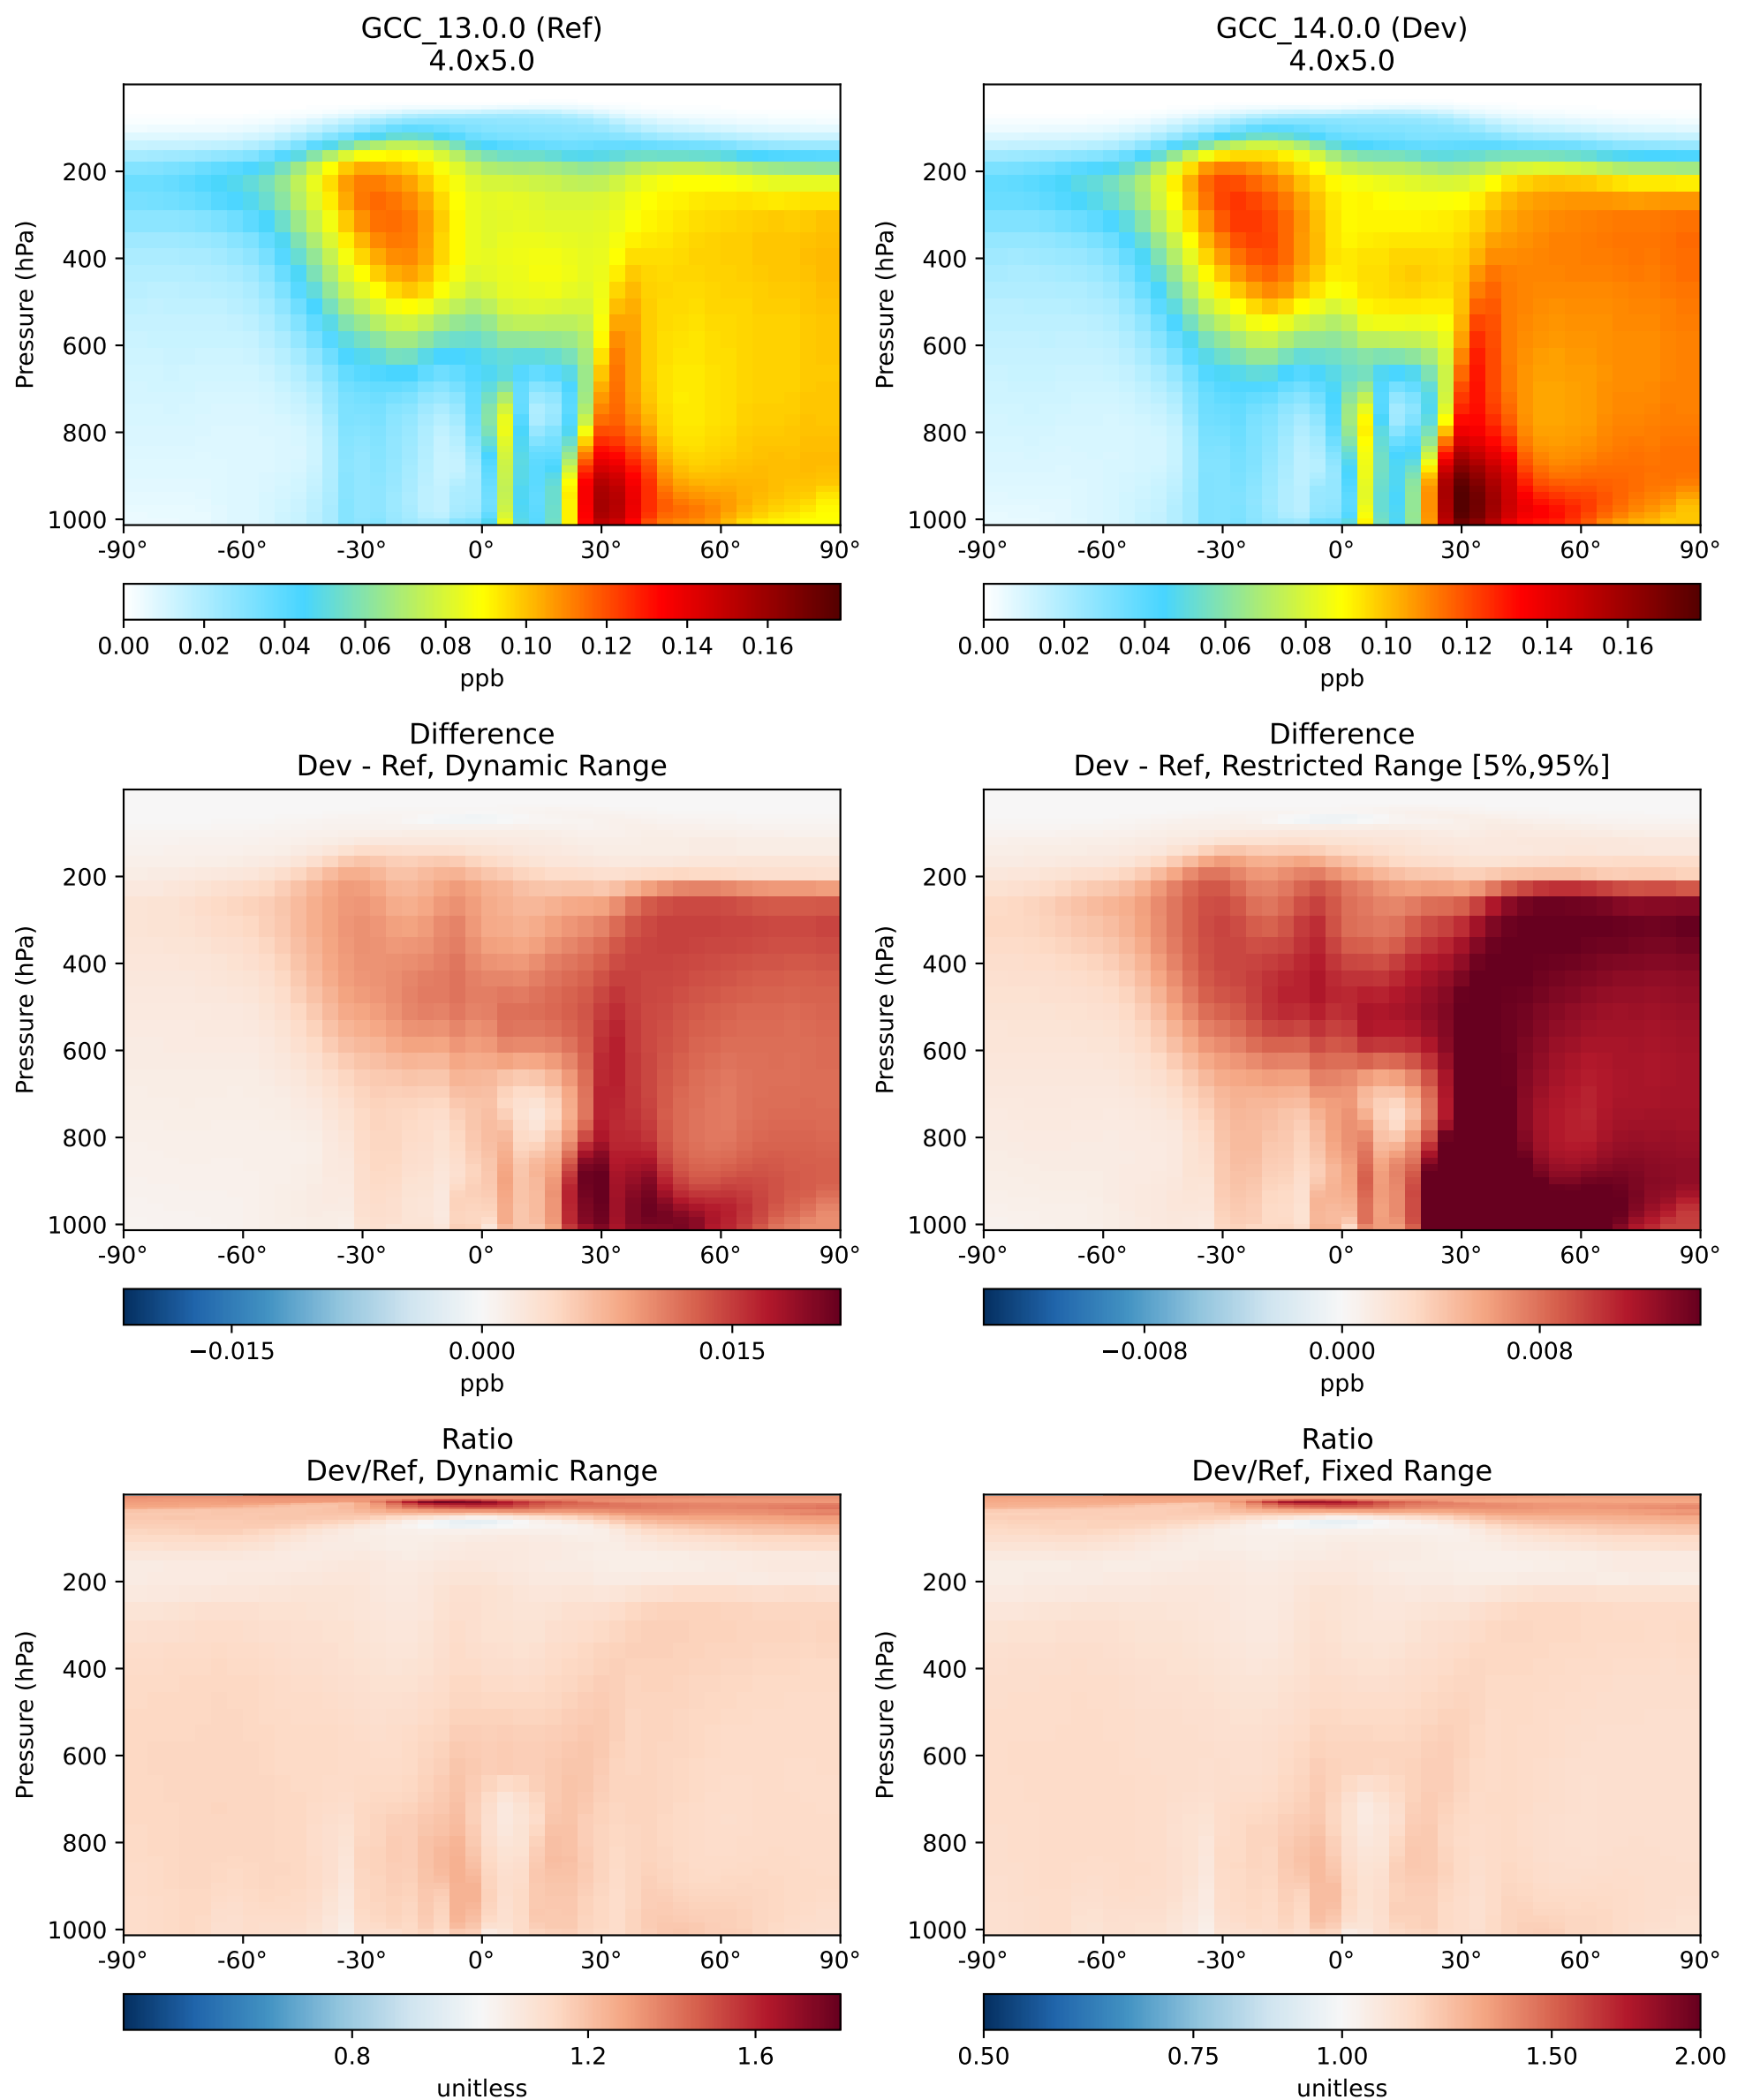 GCC_13.0.0 (Ref)
4.0x5.0
Pressure (hPa)
200
400
600
800
1000
-90° -60° -30° 0° 30° 60° 90°
0.00 0.02 0.04 0.06 0.08 0.10 0.12 0.14 0.16
ppb
GCC_14.0.0 (Dev)
4.0x5.0
Pressure (hPa)
200
400
600
800
1000
-90° -60° -30° 0° 30° 60° 90°
0.00 0.02 0.04 0.06 0.08 0.10 0.12 0.14 0.16
ppb
Difference
Dev - Ref, Dynamic Range
Pressure (hPa)
200
400
600
800
1000
-90° -60° -30° 0° 30° 60° 90°
−0.015 0.000 0.015
ppb
Difference
Dev - Ref, Restricted Range [5%,95%]
Pressure (hPa)
200
400
600
800
1000
-90° -60° -30° 0° 30° 60° 90°
−0.008 0.000 0.008
ppb
Ratio
Dev/Ref, Dynamic Range
Pressure (hPa)
200
400
600
800
1000
-90° -60° -30° 0° 30° 60° 90°
0.8 1.2 1.6
unitless
Ratio
Dev/Ref, Fixed Range
Pressure (hPa)
200
400
600
800
1000
-90° -60° -30° 0° 30° 60° 90°
0.50 0.75 1.00 1.50 2.00
unitless